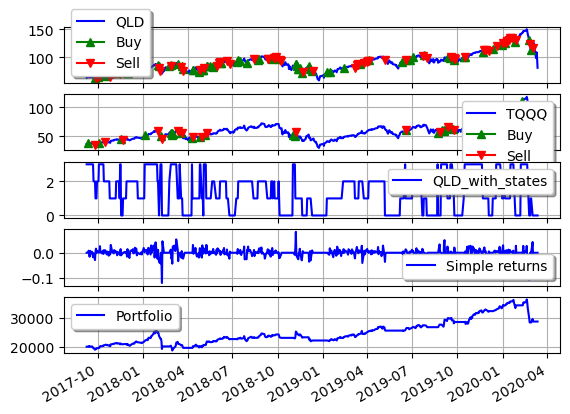 QLD
Buy
Sell
150
100
TQQQ
Buy
Sell
100
50
QLD_with_states
2
0
Simple returns
0.0
−0.1
Portfolio
30000
20000
2017-10
2018-01
2018-04
2018-07
2018-10
2019-01
2019-04
2019-07
2019-10
2020-01
2020-04